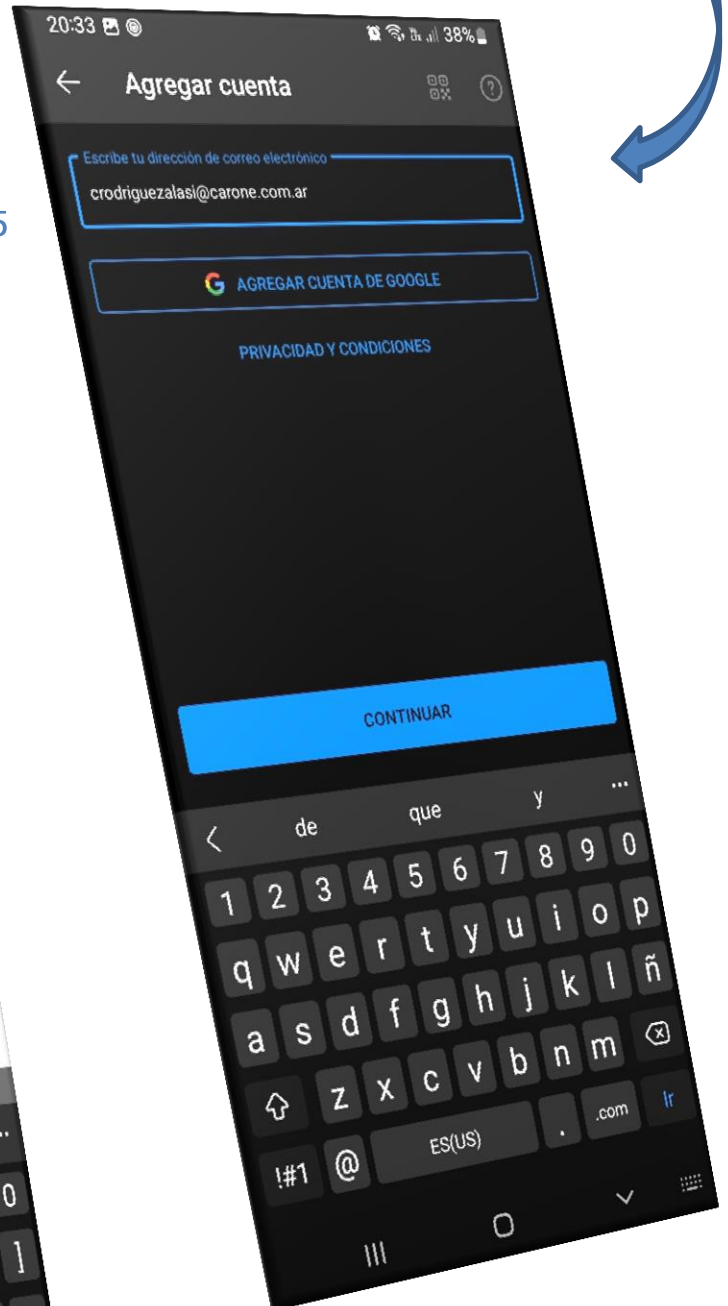 20:33 38%
Agregar cuenta
Escribe tu dirección de correo electrónico
crodriguezalasi@carone.com.ar
5
G AGREGAR CUENTA DE GOOGLE
PRIVACIDAD Y CONDICIONES
CONTINUAR
de que y ...
1 2 3 4 5 6 7 8 9 0
q w e r t y u i o p
a s d f g h j k l ñ
z x c v b n m
!#1 @ ES(US) . .com Ir
...
0
]